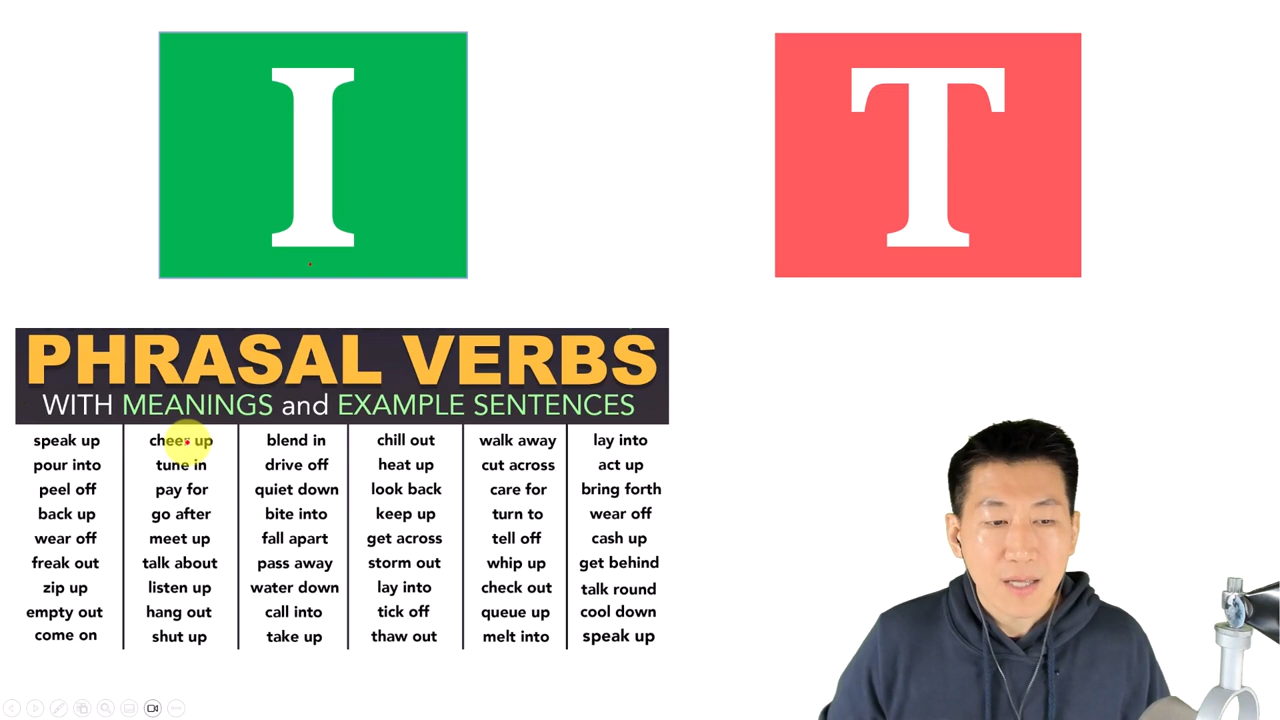 I
T
PHRASAL VERBS
WITH MEANINGS and EXAMPLE SENTENCES
speak up cheer up blend in chill out walk away lay into
pour into tune in drive off heat up cut across act up
peel off pay for quiet down look back care for bring forth
back up go after bite into keep up turn to wear off
wear off meet up fall apart get across tell off cash up
freak out talk about pass away storm out whip up get behind
zip up listen up water down lay into check out talk round
empty out hang out call into tick off queue up cool down
come on shut up take up thaw out melt into speak up